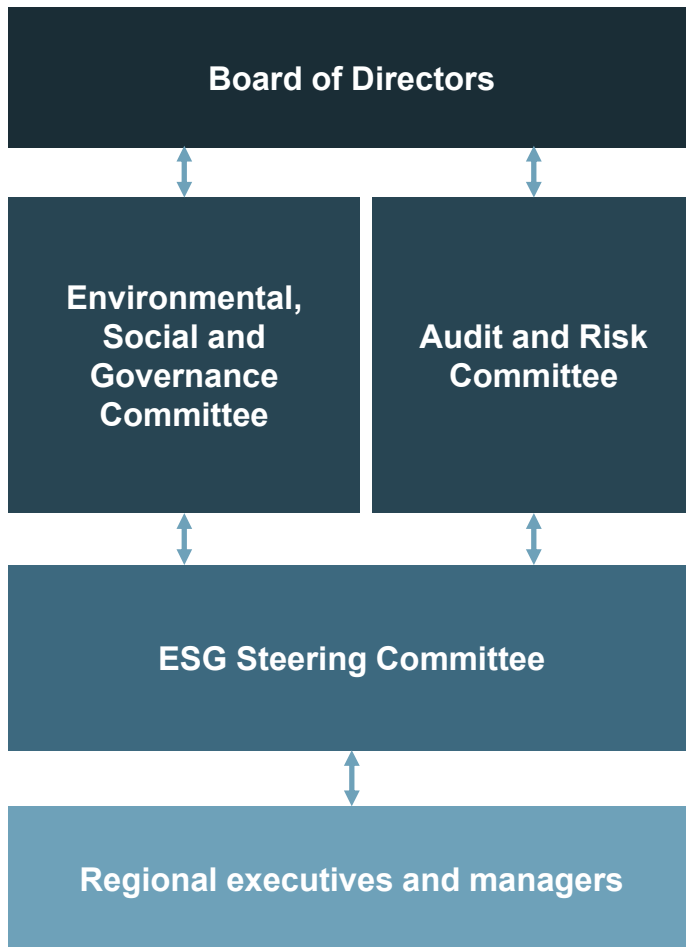 Board of Directors
Environmental,
Social and
Governance
Committee
Audit and Risk
Committee
ESG Steering Committee
Regional executives and managers